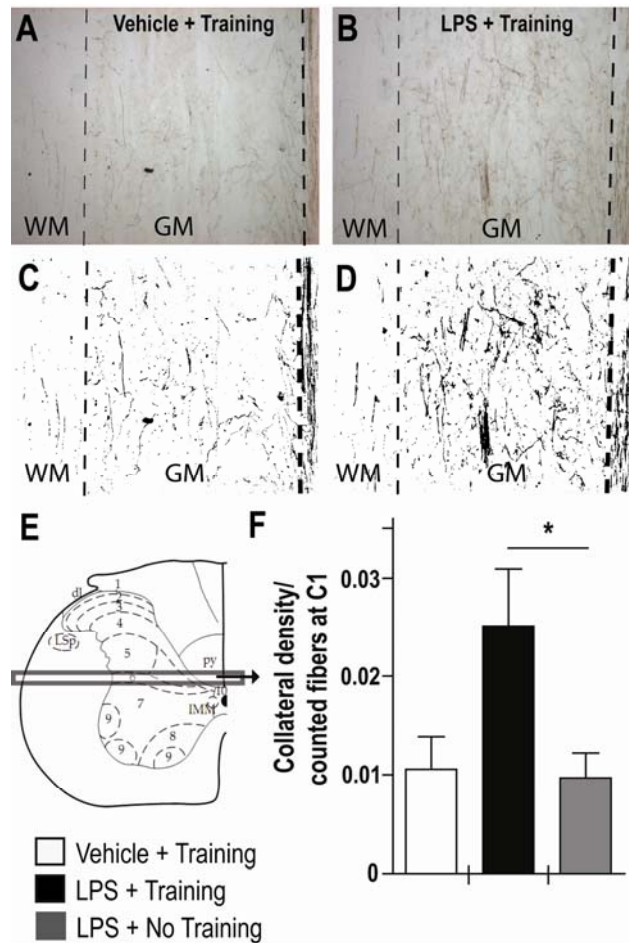 A
Vehicle + Training
WM
GM
B
LPS + Training
GM
C
WM
GM
D
WM
GM
E
dl
1
2
3
4
LSp
5
py
6
7
10
IMM
9
8
9
9
F
Collateral density/
counted fibers at C1
0.03
0.02
0.01
0
*
Vehicle + Training
LPS + Training
LPS + No Training